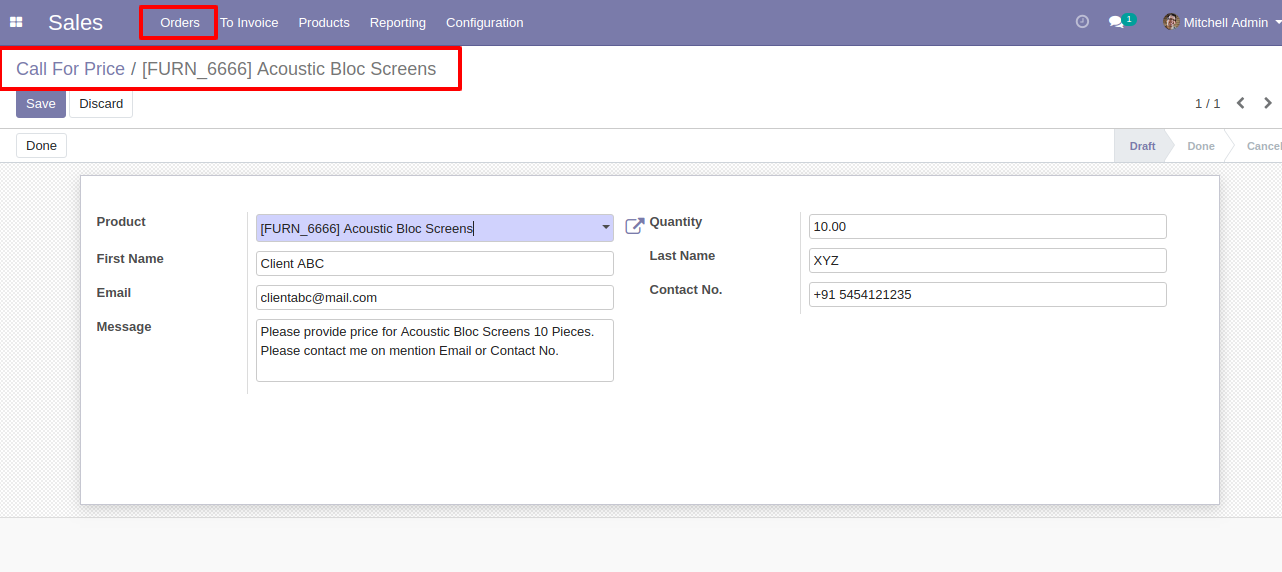 Sales Orders To Invoice Products Reporting Configuration 1 Mitchell Admin
Call For Price / [FURN_6666] Acoustic Bloc Screens
Save Discard 1 / 1
Done Draft Done Cancel
Product [FURN_6666] Acoustic Bloc Screens Quantity 10.00
First Name Client ABC Last Name XYZ
Email clientabc@mail.com Contact No. +91 5454121235
Message Please provide price for Acoustic Bloc Screens 10 Pieces.
Please contact me on mention Email or Contact No.